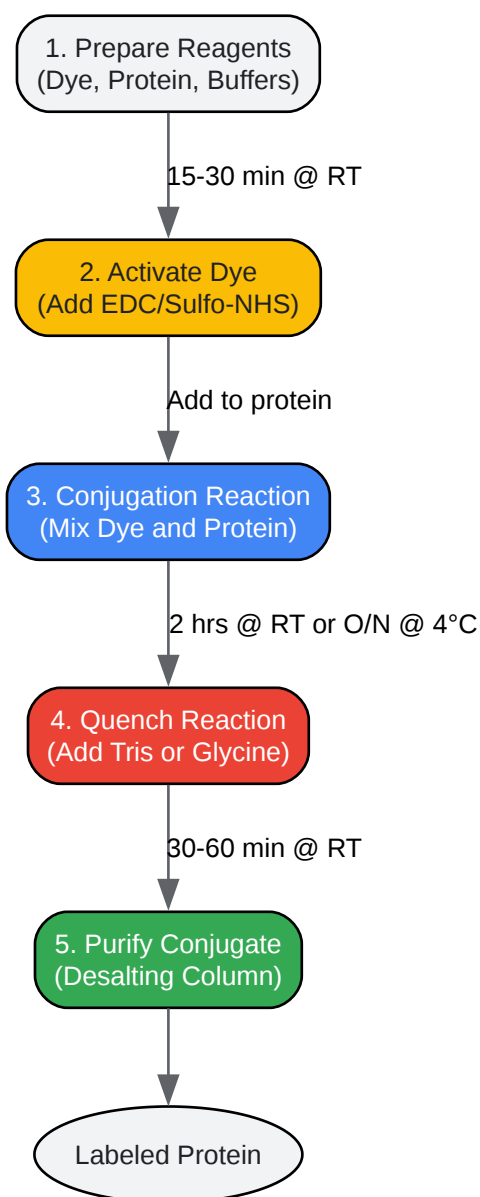 1. Prepare Reagents
(Dye, Protein, Buffers)
15-30 min @ RT
2. Activate Dye
(Add EDC/Sulfo-NHS)
Add to protein
3. Conjugation Reaction
(Mix Dye and Protein)
2 hrs @ RT or O/N @ 4°C
4. Quench Reaction
(Add Tris or Glycine)
30-60 min @ RT
5. Purify Conjugate
(Desalting Column)
Labeled Protein